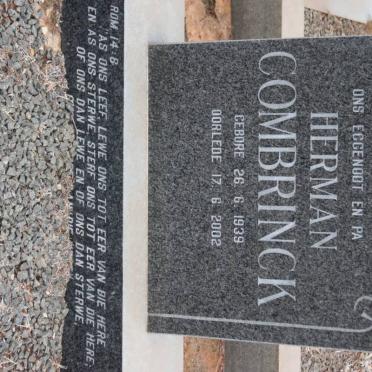 ONS EGGENOOT EN PA
HERMAN
COMBRINCK
GEBORE 26. 6. 1939
OORLEDE 17. 6. 2002
ROM. 14:8
AS ONS LEEF, LEWE ONS TOT EER VAN DIE HERE,
EN AS ONS STERWE, STERF ONS TOT EER VAN DIE HERE:
OF ONS DAN LEWE EN OF ONS DAN STERWE